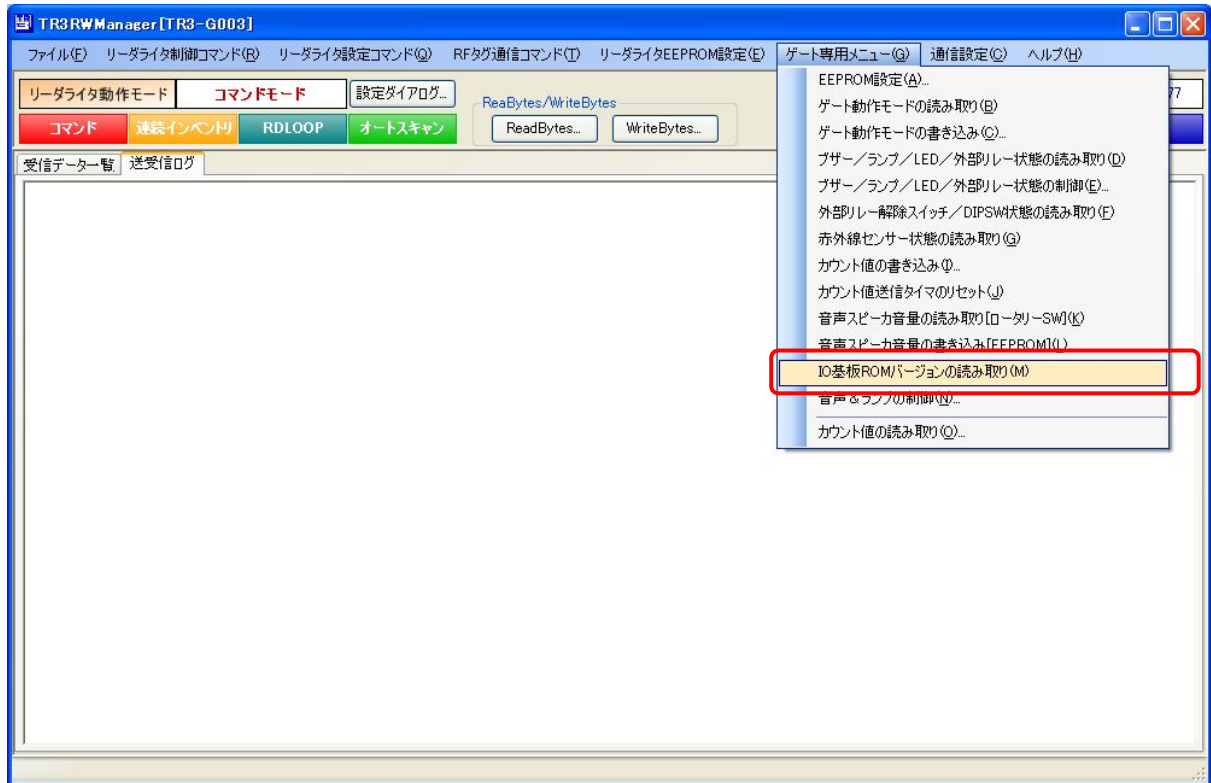 TR3RWManager[TR3-G003]
ファイル(F) リーダライタ制御コマンド(R) リーダライタ設定コマンド(Q) RFタグ通信コマンド(T) リーダライタEEPROM設定(E) ゲート専用メニュー(G) 通信設定(C) ヘルプ(H)
リーダライタ動作モード コマンドモード 設定ダイアログ... ReaBytes/WriteBytes 77
コマンド 連続インベントリ RDLOOP オートスキャン ReadBytes... WriteBytes...
受信データ一覧 送受信ログ
EEPROM設定(A)...
ゲート動作モードの読み取り(B)
ゲート動作モードの書き込み(C)...
ブザー／ランプ／LED／外部リレー状態の読み取り(D)
ブザー／ランプ／LED／外部リレー状態の制御(E)...
外部リレー解除スイッチ／DIPSW状態の読み取り(F)
赤外線センサー状態の読み取り(G)
カウント値の書き込み(I)...
カウント値送信タイマのリセット(J)
音声スピーカ音量の読み取り[ロータリーSW](K)
音声スピーカ音量の書き込み[EEPROM](L)
IO基板ROMバージョンの読み取り(M)
音声＆ランプの制御(N)...
カウント値の読み取り(O)...